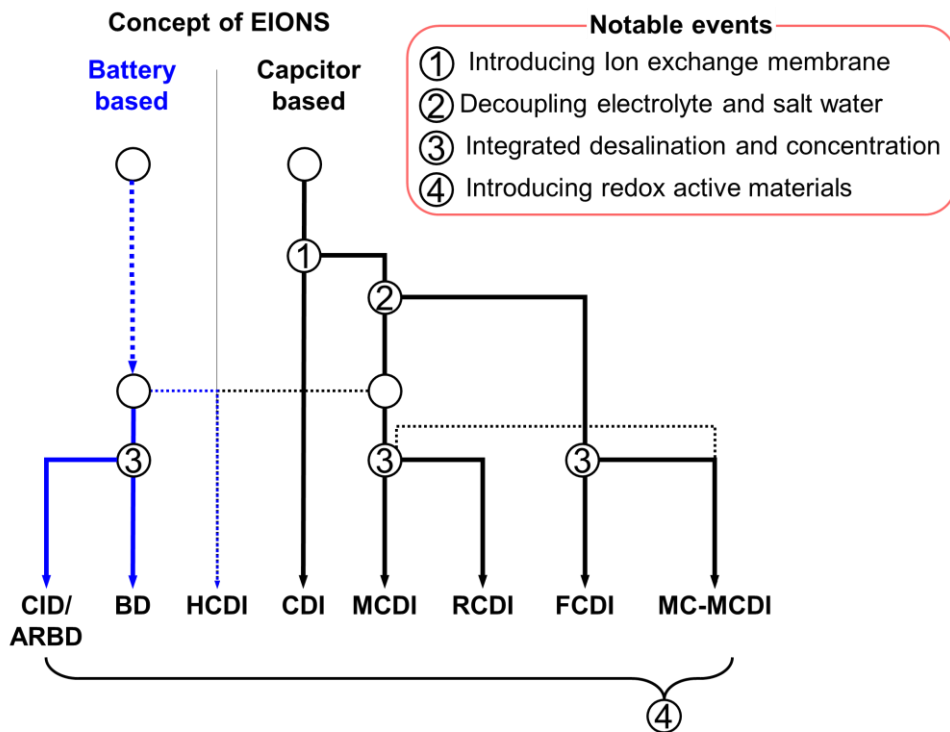 Concept of EIONS
Battery
based
Capcitor
based
Notable events
1 Introducing Ion exchange membrane
2 Decoupling electrolyte and salt water
3 Integrated desalination and concentration
4 Introducing redox active materials
1
2
3
3
3
CID/
ARBD
BD
HCDI
CDI
MCDI
RCDI
FCDI
MC-MCDI
4